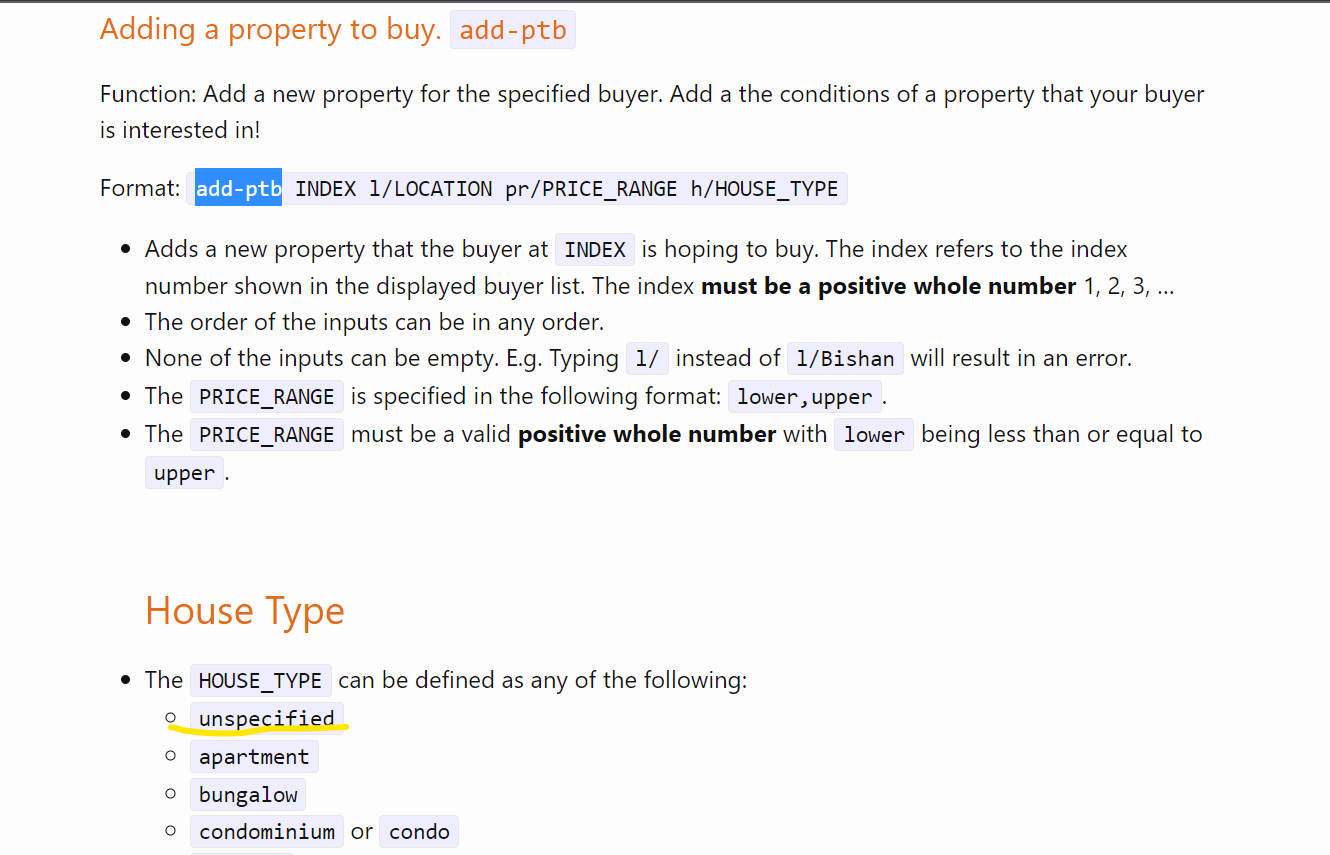 Adding a property to buy. add-ptb
Function: Add a new property for the specified buyer. Add a the conditions of a property that your buyer
is interested in!
Format: add-ptb INDEX l/LOCATION pr/PRICE_RANGE h/HOUSE_TYPE
• Adds a new property that the buyer at INDEX is hoping to buy. The index refers to the index
number shown in the displayed buyer list. The index must be a positive whole number 1, 2, 3, …
• The order of the inputs can be in any order.
• None of the inputs can be empty. E.g. Typing l/ instead of l/Bishan will result in an error.
• The PRICE_RANGE is specified in the following format: lower,upper .
• The PRICE_RANGE must be a valid positive whole number with lower being less than or equal to
upper .
House Type
• The HOUSE_TYPE can be defined as any of the following:
○ unspecified
○ apartment
○ bungalow
○ condominium or condo